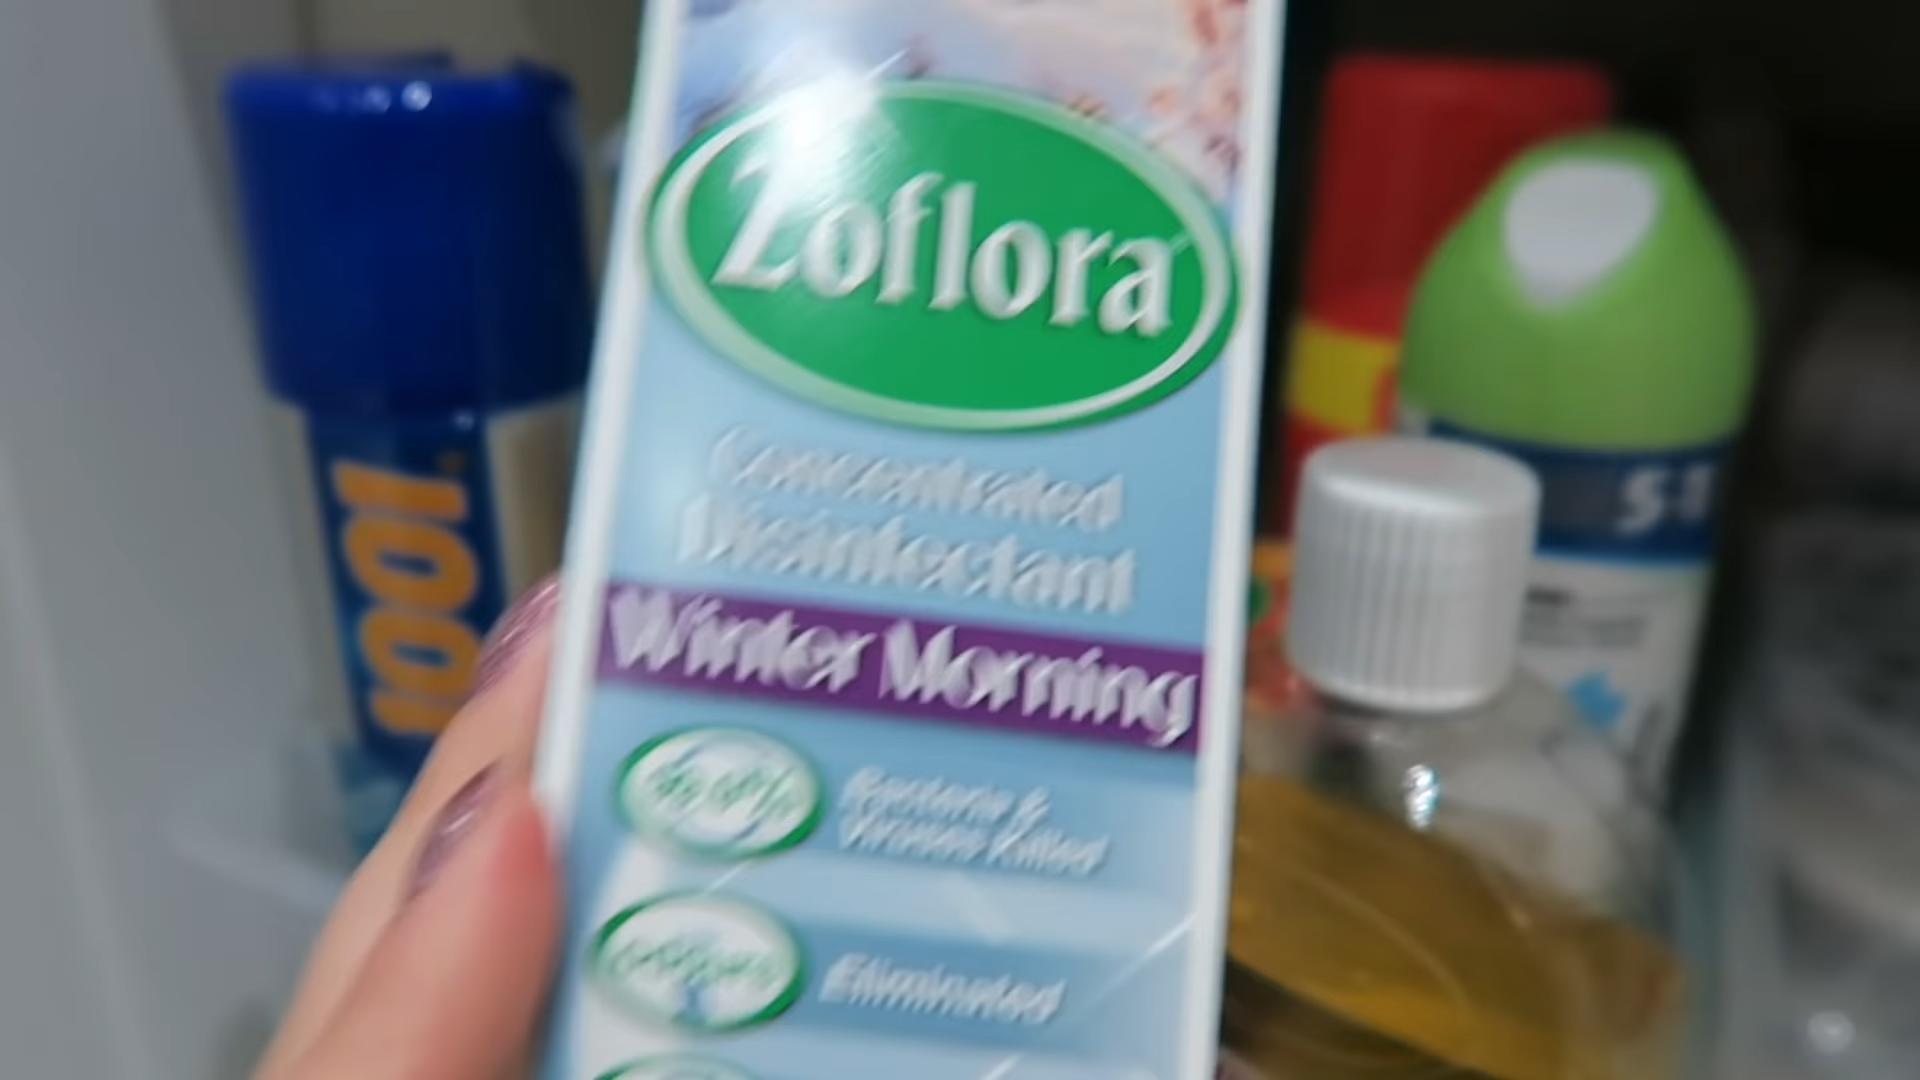 Zoflora
Concentrated
Disinfectant
Winter Morning
Bacteria &
Viruses Killed
Eliminated
1001